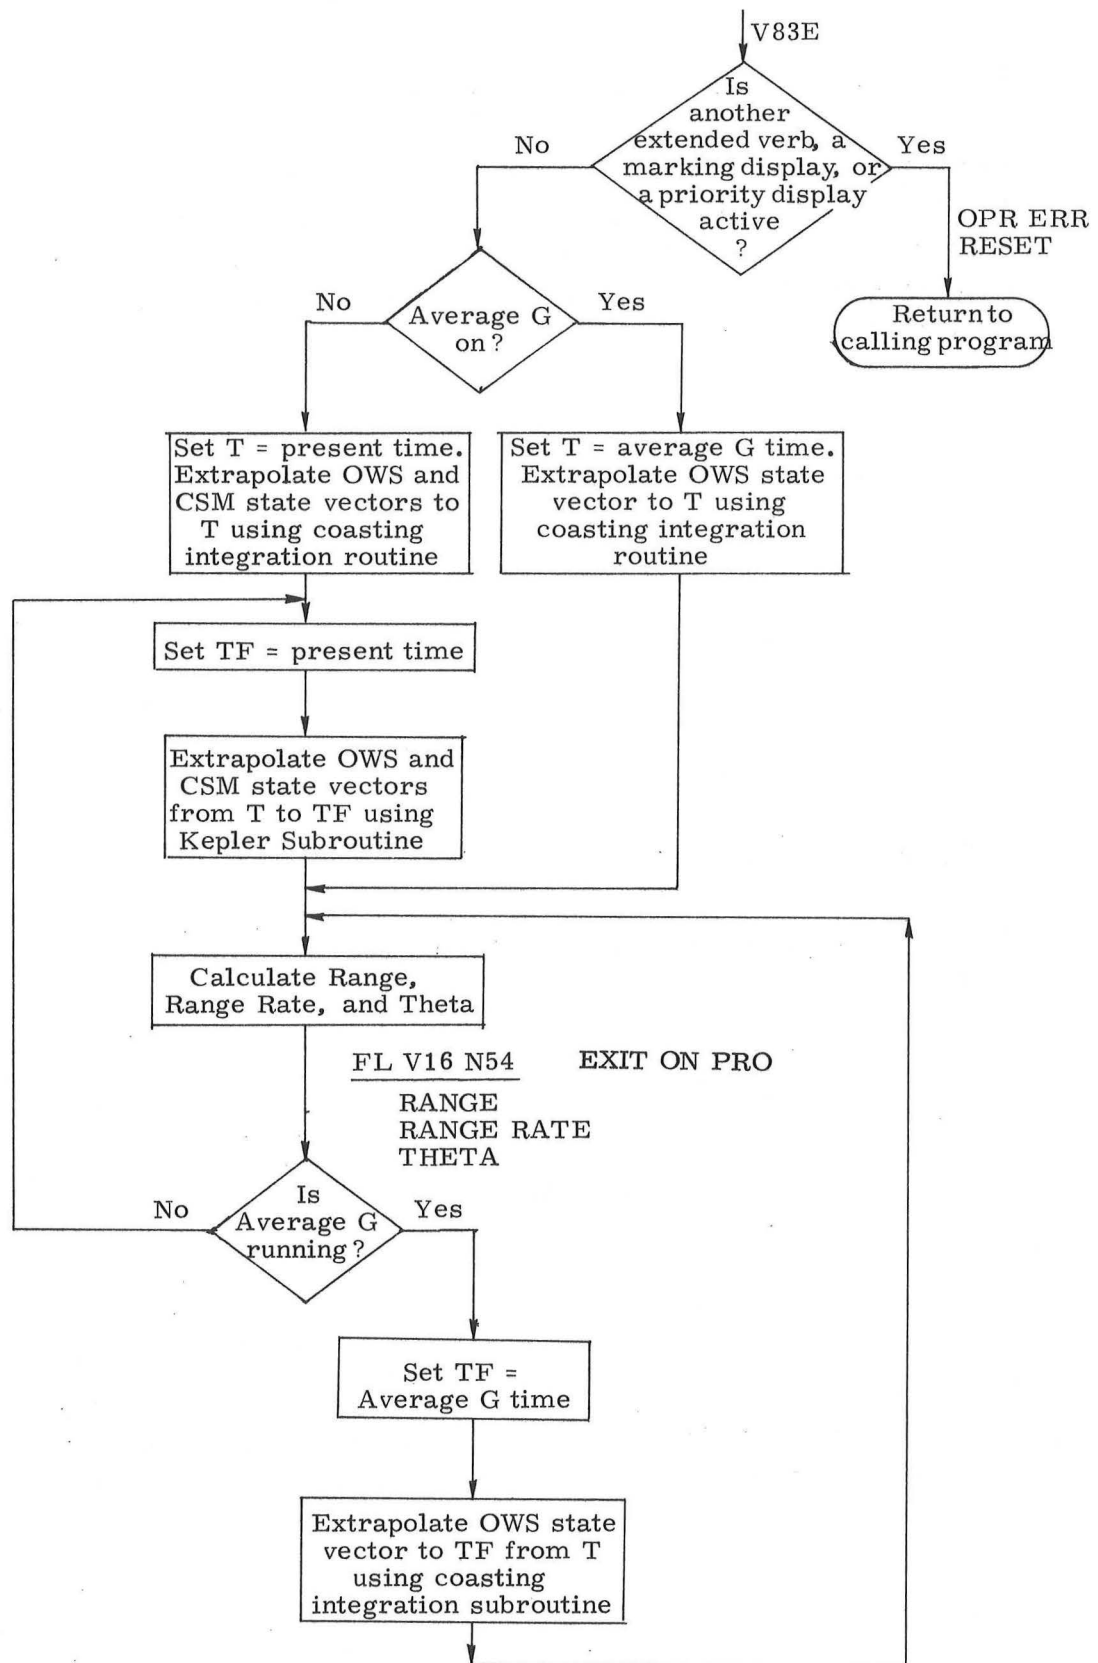 V83E
Is
another
extended verb, a
marking display, or
a priority display
active
?
No
Yes
OPR ERR
RESET
Return to
calling program
Average G
on?
No
Yes
Set T = present time.
Extrapolate OWS and
CSM state vectors to
T using coasting
integration routine
Set T = average G time.
Extrapolate OWS state
vector to T using
coasting integration
routine
Set TF = present time
Extrapolate OWS and
CSM state vectors
from T to TF using
Kepler Subroutine
Calculate Range,
Range Rate, and Theta
FL V16 N54 EXIT ON PRO
RANGE
RANGE RATE
THETA
Is
Average G
running?
No
Yes
Set TF =
Average G time
Extrapolate OWS state
vector to TF from T
using coasting
integration subroutine